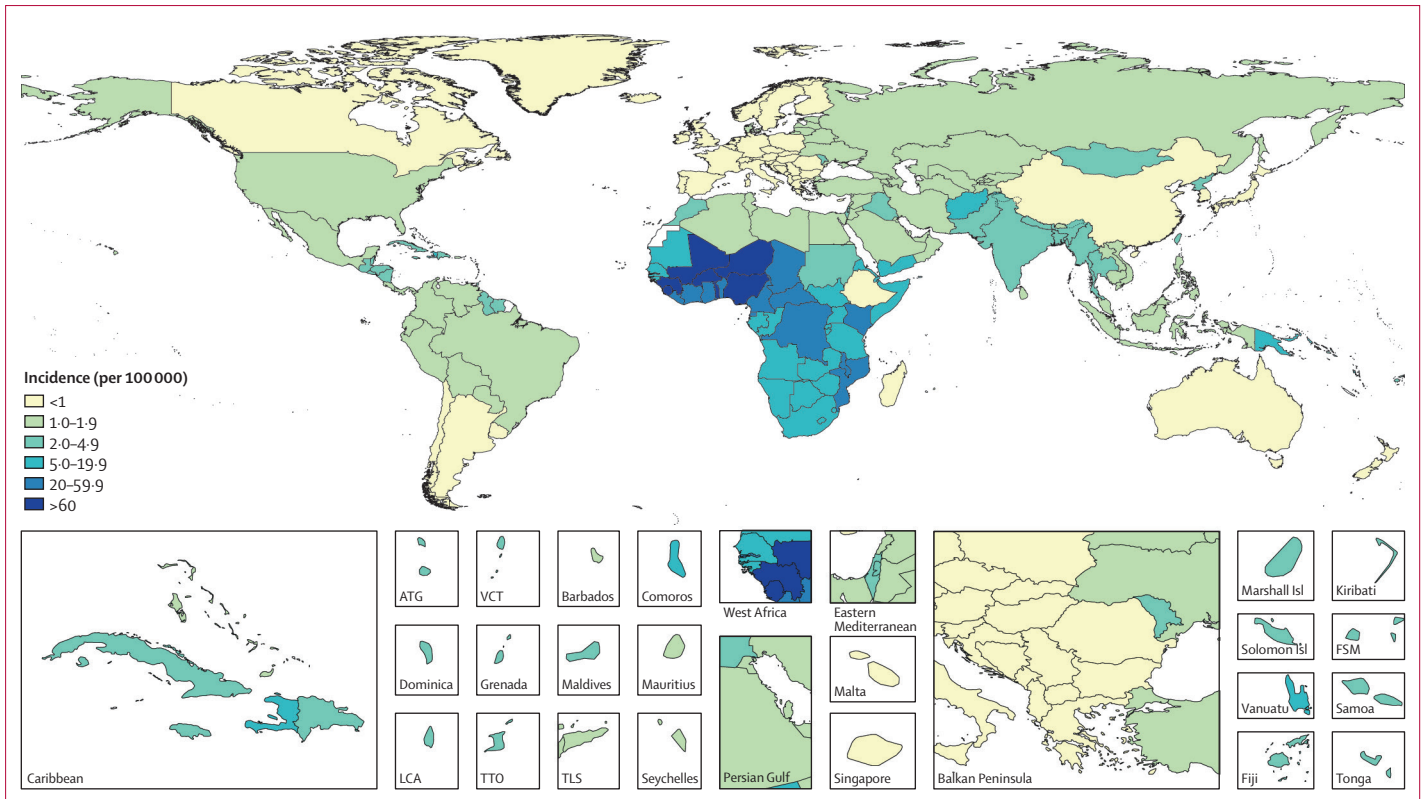 Incidence (per 100 000)
<1
1·0–1·9
2·0–4·9
5·0–19·9
20–59·9
>60
Caribbean
ATG
VCT
Barbados
Comoros
West Africa
Eastern
Mediterranean
Dominica
Grenada
Maldives
Mauritius
Malta
LCA
TTO
TLS
Seychelles
Persian Gulf
Singapore
Balkan Peninsula
Marshall Isl
Kiribati
Solomon Isl
FSM
Vanuatu
Samoa
Fiji
Tonga